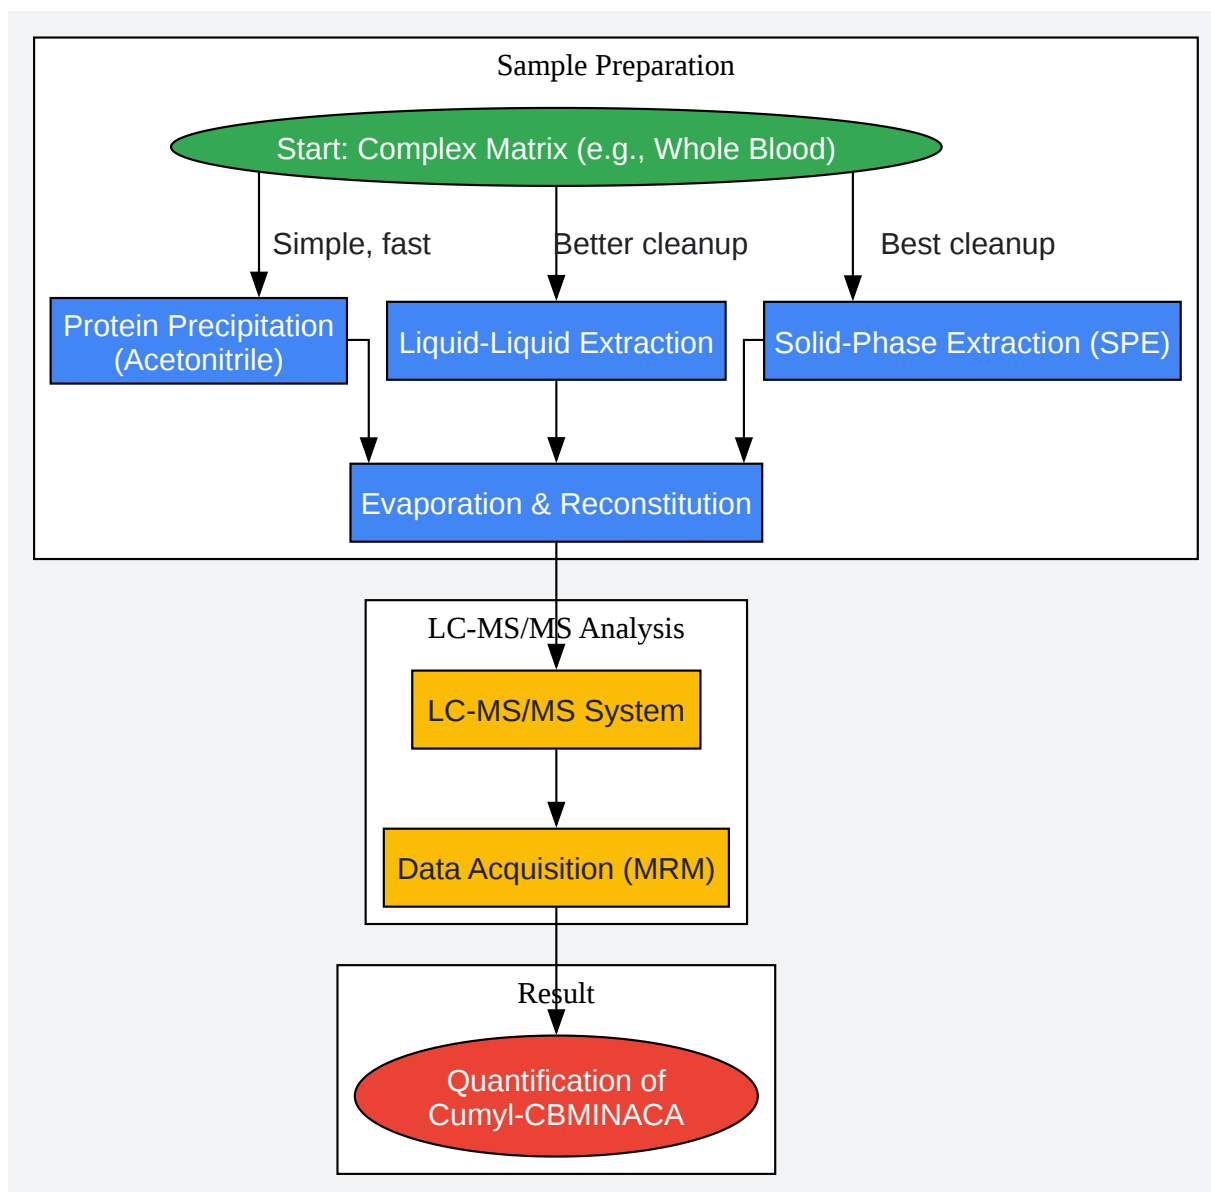 Sample Preparation
Start: Complex Matrix (e.g., Whole Blood)
Simple, fast
Better cleanup
Best cleanup
Protein Precipitation
(Acetonitrile)
Liquid-Liquid Extraction
Solid-Phase Extraction (SPE)
Evaporation & Reconstitution
LC-MS/MS Analysis
LC-MS/MS System
Data Acquisition (MRM)
Result
Quantification of
Cumyl-CBMINACA